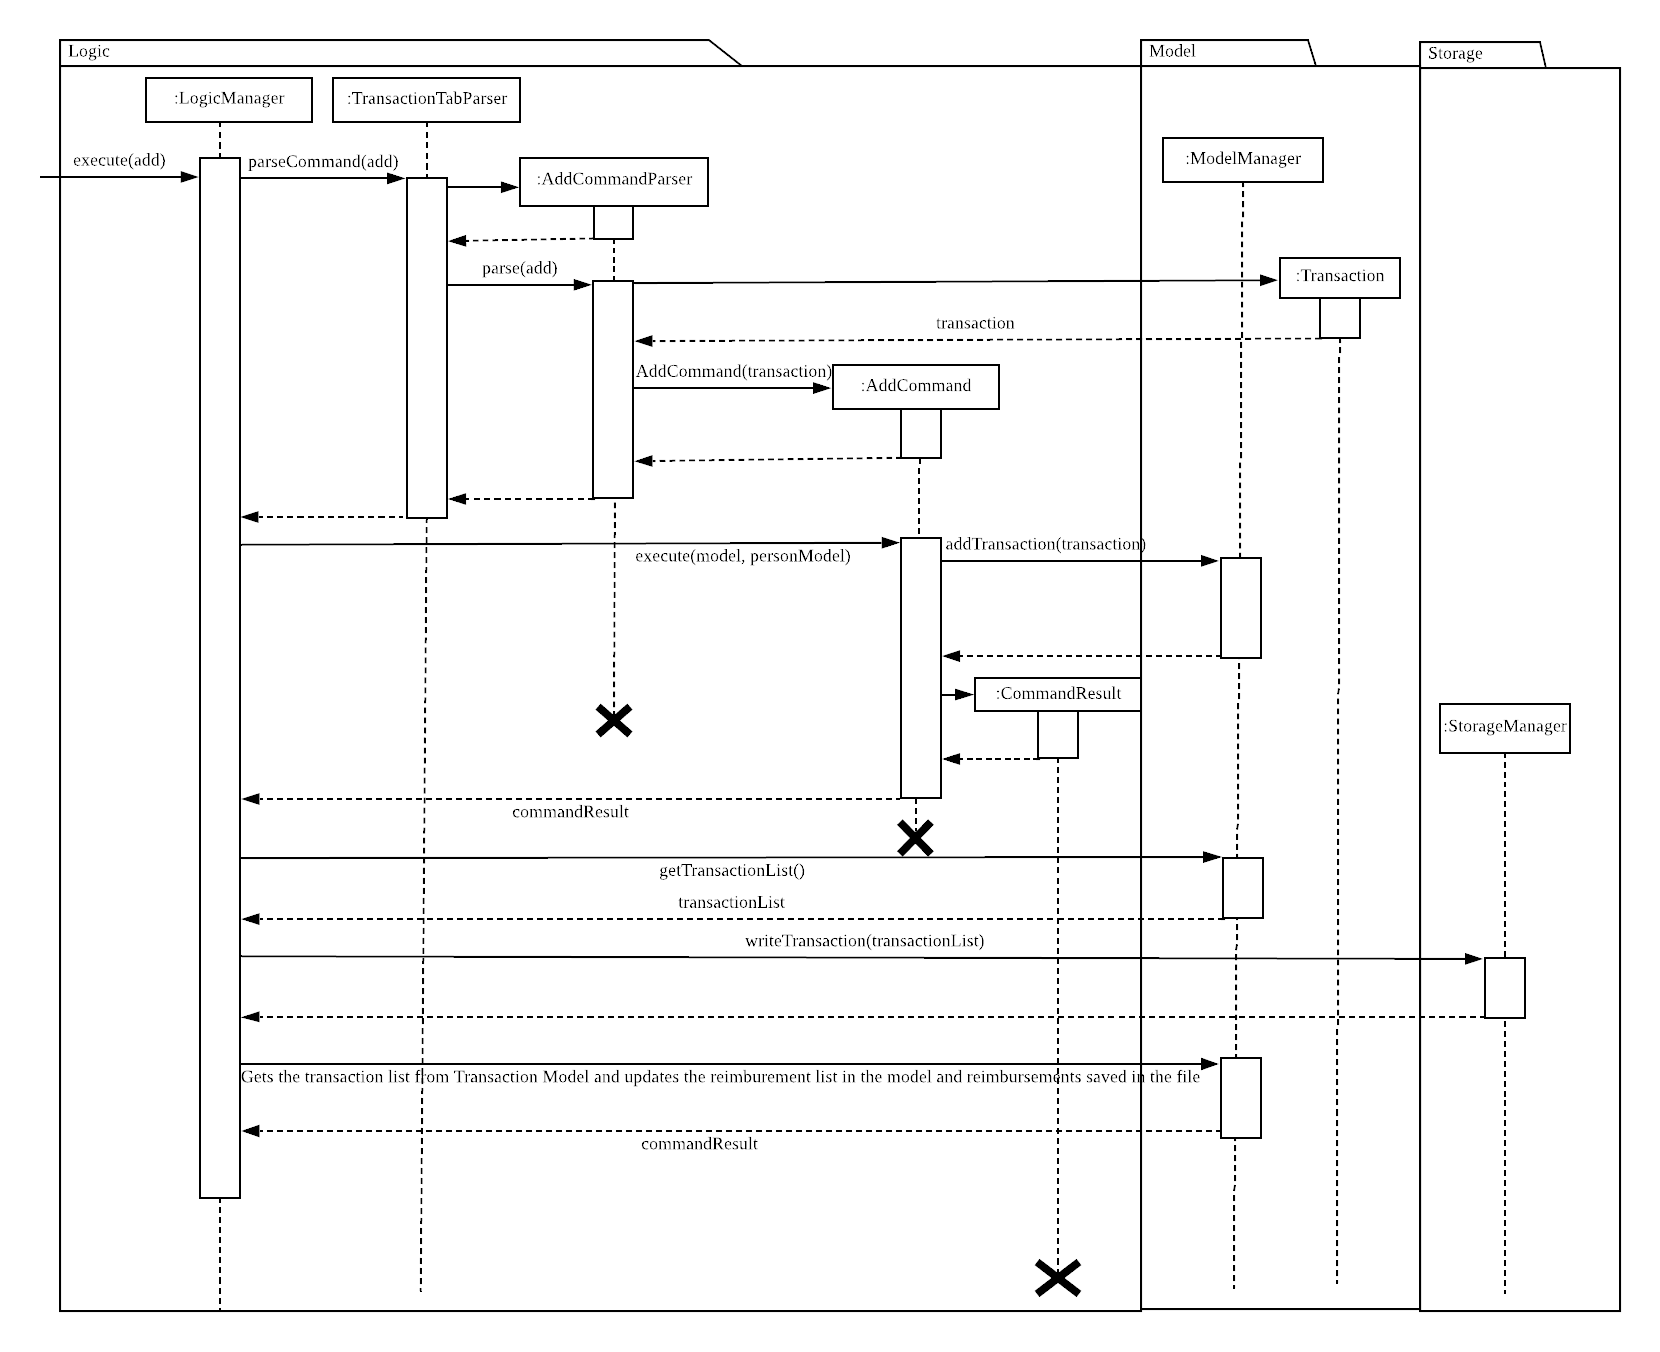 Logic
Model
Storage
:LogicManager
:TransactionTabParser
:ModelManager
execute(add)
parseCommand(add)
:AddCommandParser
parse(add)
:Transaction
transaction
AddCommand(transaction)
:AddCommand
addTransaction(transaction)
execute(model, personModel)
:CommandResult
:StorageManager
commandResult
getTransactionList()
transactionList
writeTransaction(transactionList)
Gets the transaction list from Transaction Model and updates the reimburement list in the model and reimbursements saved in the file
commandResult